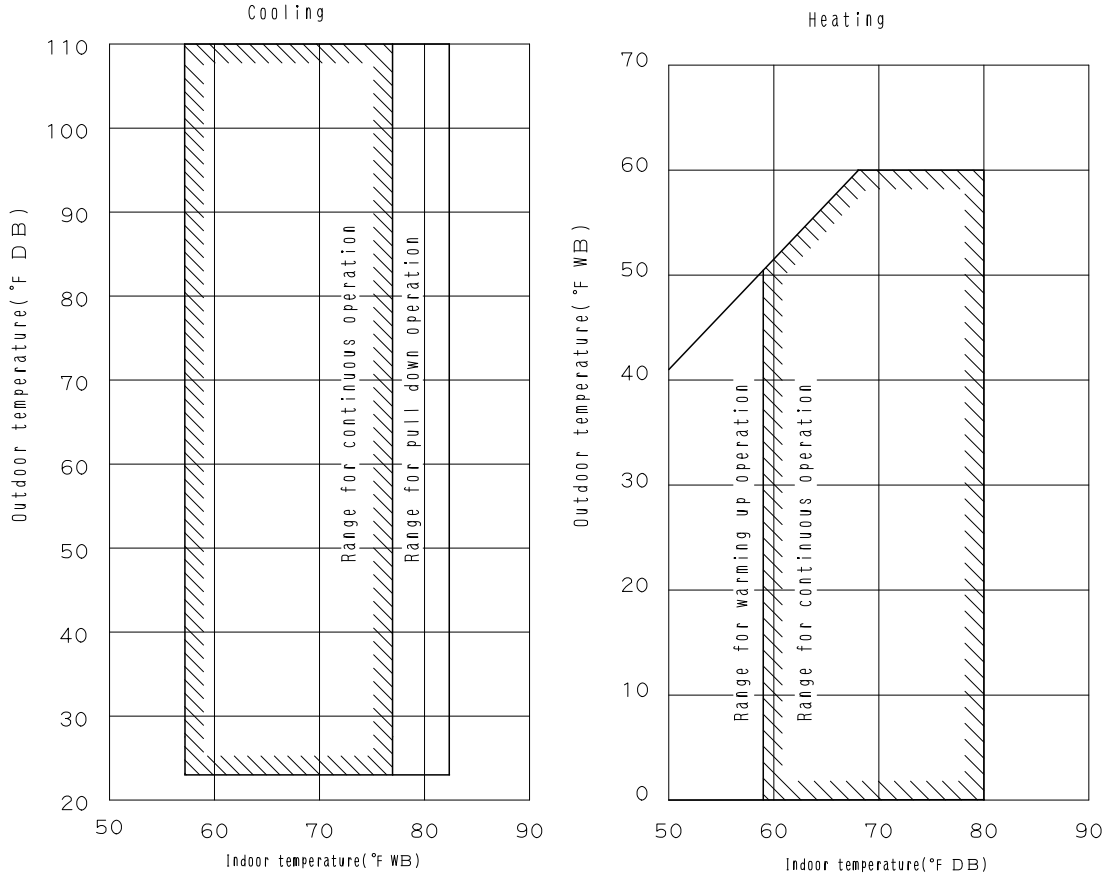 Cooling
110
100
90
80
70
60
50
40
30
20
Outdoor temperature(°F DB)
Range for continuous operation
Range for pull down operation
50 60 70 80 90
Indoor temperature(°F WB)
Heating
70
60
50
40
30
20
10
0
Outdoor temperature(°F WB)
Range for warming up operation
Range for continuous operation
50 60 70 80 90
Indoor temperature(°F DB)